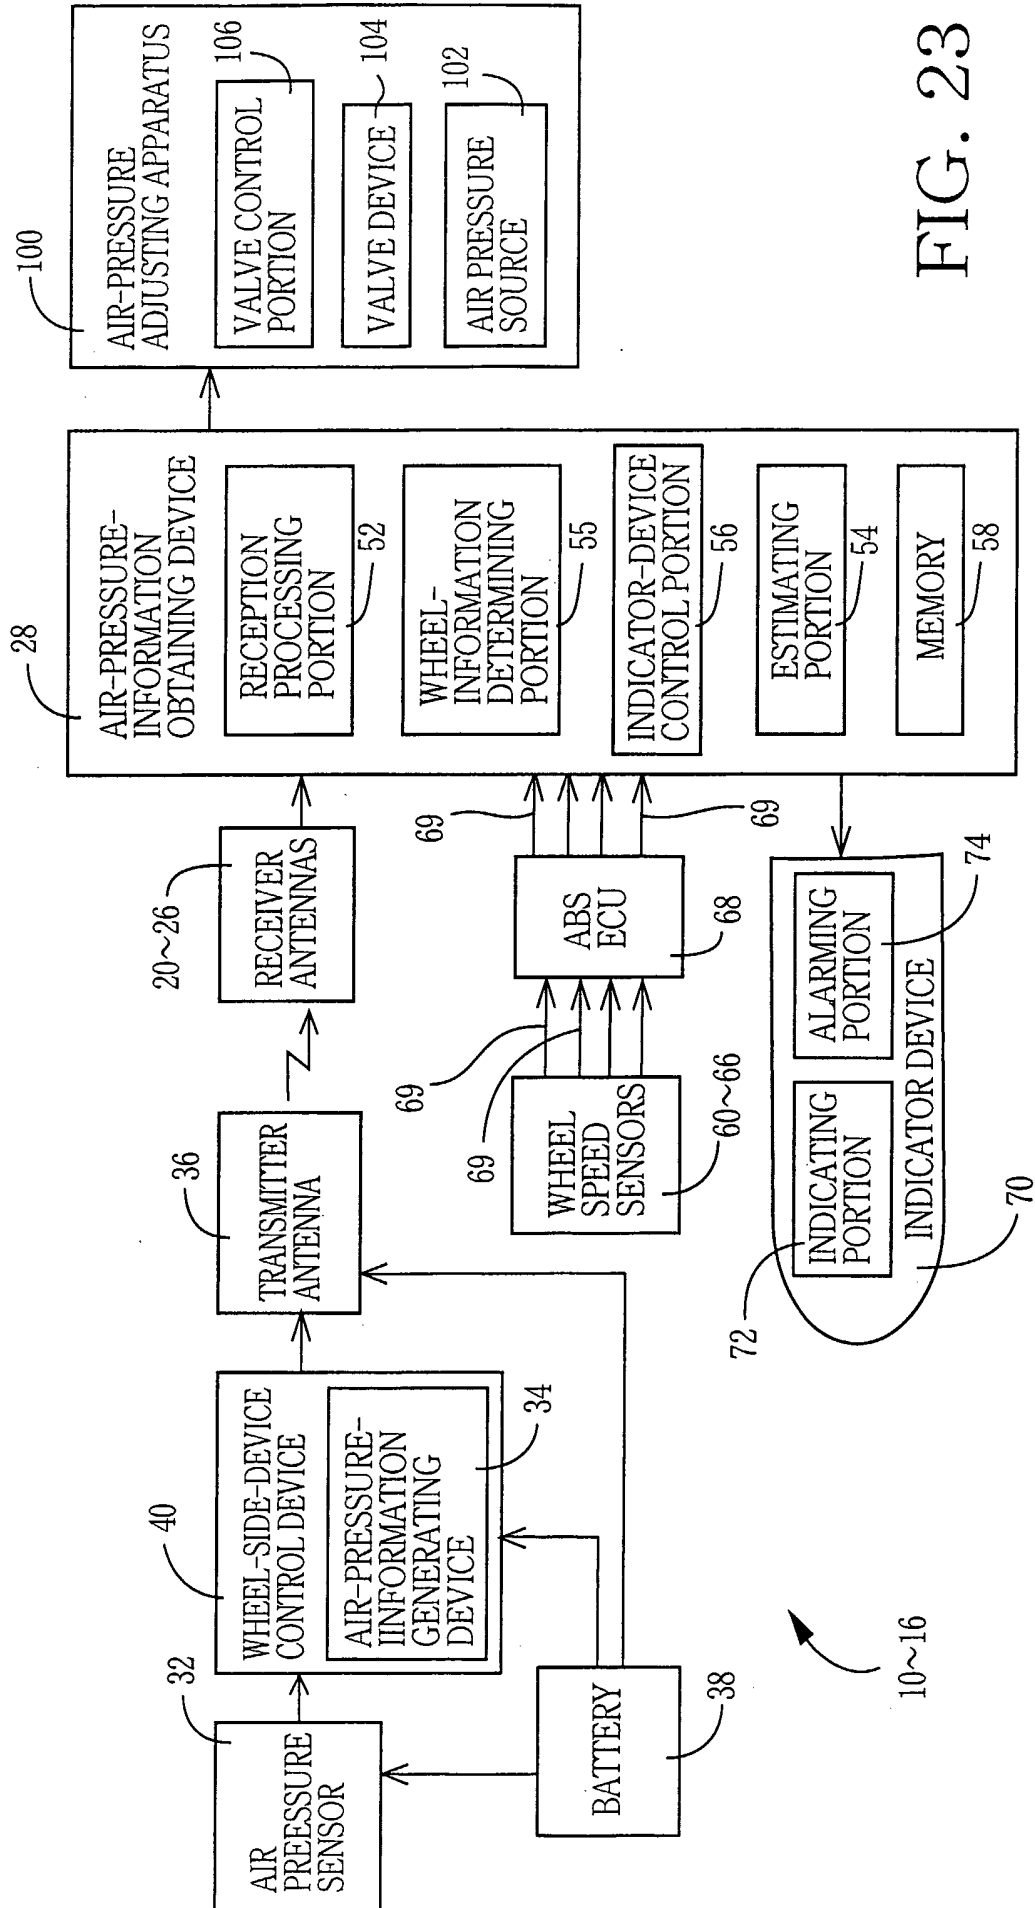 32
AIR
PREESSURE
SENSOR
40
WHEEL-SIDE-DEVICE
CONTROL DEVICE
AIR-PRESSURE-
IINFORMATION
GENERATING
DEVICE
34
BATTERY
38
36
TRANSMITTER
ANTENNA
20~26
RECEIVER
ANTENNAS
69
69
WHEEL
SPEED
SENSORS
60~66
69
ABS
ECU
68
69
28
AIR-PRESSURE-
INFORMATION
OBTAINING DEVICE
RECEPTION
PROCESSING
PORTION
52
WHEEL-
INFORMATION
DETERMINING
PORTION
55
INDICATOR-DEVICE
CONTROL PORTION
56
ESTIMATING
PORTION
54
MEMORY
58
72
INDICATING
PORTION
ALARMING
PORTION
74
INDICATOR DEVICE
70
100
AIR-PRESSURE
ADJUSTING APPARATUS
VALVE CONTROL
PORTION
106
VALVE DEVICE
104
AIR PRESSURE
SOURCE
102
10~16
FIG. 23